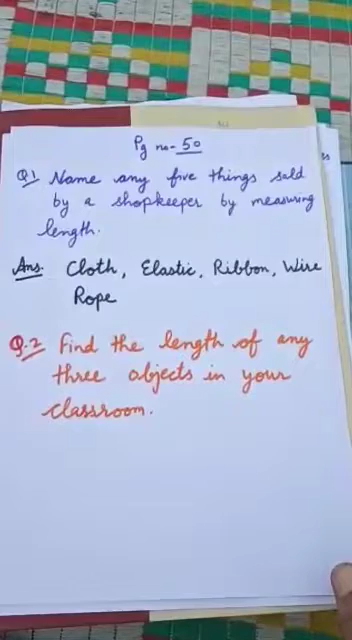 Pg no- 50
Q1 Name any five things sold
by a shopkeeper by measuring
length.
Ans. Cloth, Elastic, Ribbon, Wire
Rope
Q.2 Find the length of any
three objects in your
classroom.